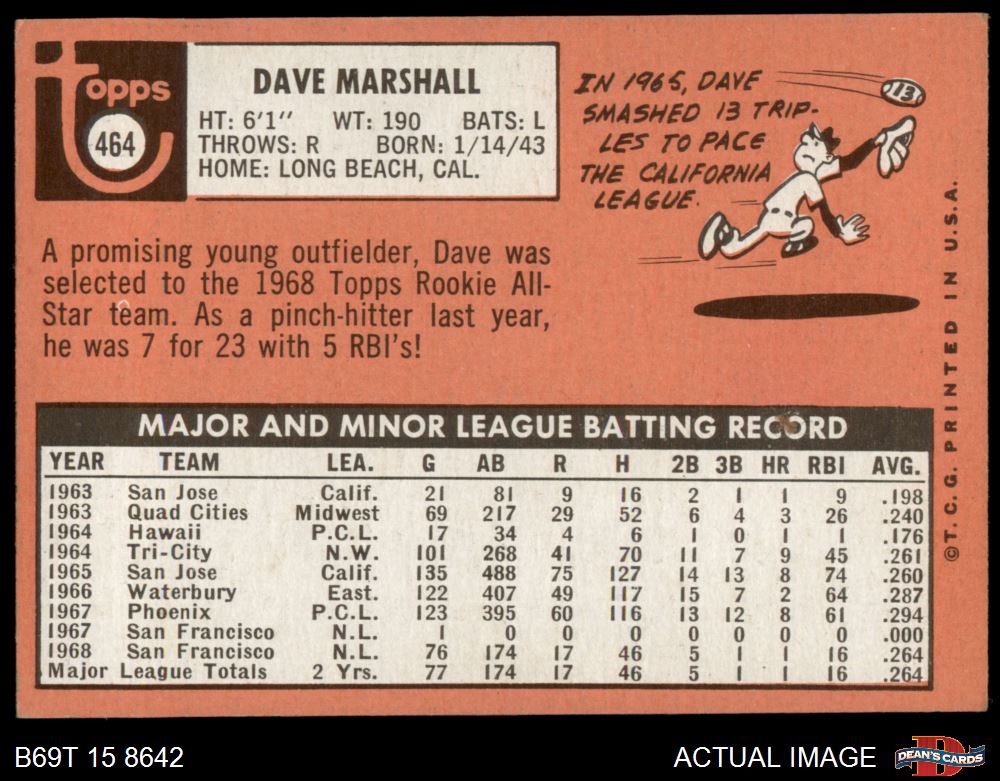 Topps
464
DAVE MARSHALL
HT: 6'1" WT: 190 BATS: L
THROWS: R BORN: 1/14/43
HOME: LONG BEACH, CAL.
IN 1965, DAVE
SMASHED 13 TRIP-
LES TO PACE
THE CALIFORNIA
LEAGUE.
13
A promising young outfielder, Dave was
selected to the 1968 Topps Rookie All-
Star team. As a pinch-hitter last year,
he was 7 for 23 with 5 RBI's!
©T.C.G. PRINTED IN U.S.A.
MAJOR AND MINOR LEAGUE BATTING RECORD
YEAR TEAM LEA. G AB R H 2B 3B HR RBI AVG.
1963 San Jose Calif. 21 81 9 16 2 1 1 9 .198
1963 Quad Cities Midwest 69 217 29 52 6 4 3 26 .240
1964 Hawaii P.C.L. 17 34 4 6 1 0 1 1 .176
1964 Tri-City N.W. 101 268 41 70 11 7 9 45 .261
1965 San Jose Calif. 135 488 75 127 14 13 8 74 .260
1966 Waterbury East. 122 407 49 117 15 7 2 64 .287
1967 Phoenix P.C.L. 123 395 60 116 13 12 8 61 .294
1967 San Francisco N.L. 1 0 0 0 0 0 0 0 .000
1968 San Francisco N.L. 76 174 17 46 5 1 1 16 .264
Major League Totals 2 Yrs. 77 174 17 46 5 1 1 16 .264
B69T 15 8642
ACTUAL IMAGE
D
DEAN'S CARDS